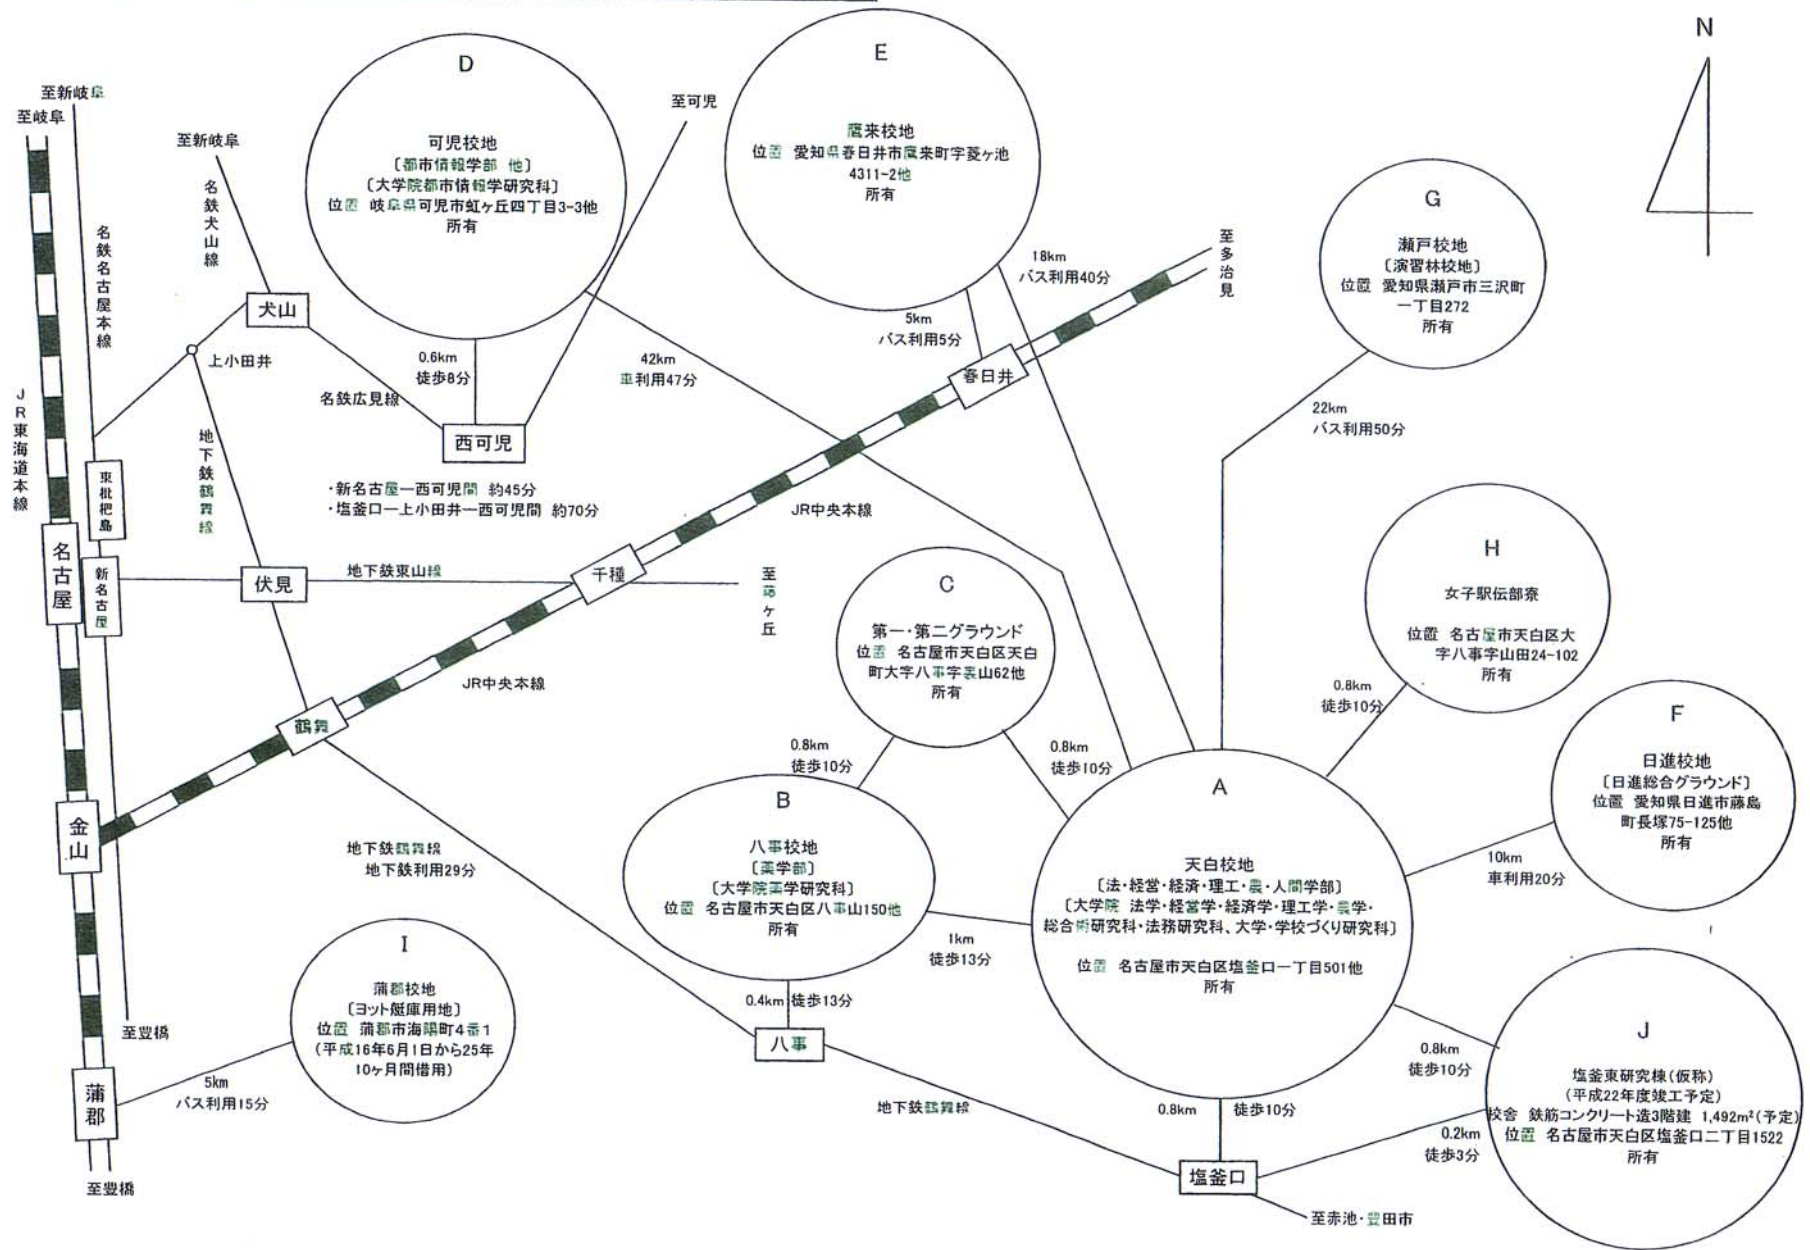 N
至新岐阜
至岐阜
至新岐阜
名鉄犬山線
名鉄名古屋本線
JR東海道本線
D
可児校地
〔都市情報学部 他〕
〔大学院都市情報学研究科〕
位置 岐阜県可児市虹ヶ丘四丁目3-3他
所有
至可児
E
鷹来校地
位置 愛知県春日井市鷹来町字菱ヶ池
4311-2他
所有
18km
バス利用40分
5km
バス利用5分
至多治見
G
瀬戸校地
〔演習林校地〕
位置 愛知県瀬戸市三沢町
一丁目272
所有
22km
バス利用50分
犬山
上小田井
0.6km
徒歩8分
42km
車利用47分
名鉄広見線
西可児
春日井
地下鉄鶴舞線
東枇杷島
・新名古屋―西可児間 約45分
・塩釜口―上小田井―西可児間 約70分
JR中央本線
名古屋
新名古屋
伏見
地下鉄東山線
千種
至藤ヶ丘
C
第一・第二グラウンド
位置 名古屋市天白区天白
町大字八事字裏山62他
所有
H
女子駅伝部寮
位置 名古屋市天白区大
字八事字山田24-102
所有
0.8km
徒歩10分
JR中央本線
鶴舞
0.8km
徒歩10分
0.8km
徒歩10分
F
日進校地
〔日進総合グラウンド〕
位置 愛知県日進市藤島
町長塚75-125他
所有
10km
車利用20分
金山
地下鉄鶴舞線
地下鉄利用29分
B
八事校地
〔薬学部〕
〔大学院薬学研究科〕
位置 名古屋市天白区八事山150他
所有
1km
徒歩13分
A
天白校地
〔法・経営・経済・理工・農・人間学部〕
〔大学院 法学・経営学・経済学・理工学・農学・
総合術研究科・法務研究科、大学・学校づくり研究科〕
位置 名古屋市天白区塩釜口一丁目501他
所有
I
蒲郡校地
〔ヨット艇庫用地〕
位置 蒲郡市海陽町4番1
(平成16年6月1日から25年
10ヶ月間借用)
至豊橋
5km
バス利用15分
蒲郡
至豊橋
0.4km 徒歩13分
八事
地下鉄鶴舞線
0.8km 徒歩10分
塩釜口
至赤池・豊田市
0.8km
徒歩10分
0.2km
徒歩3分
J
塩釜東研究棟(仮称)
(平成22年度竣工予定)
校舎 鉄筋コンクリート造3階建 1,492m²(予定)
位置 名古屋市天白区塩釜口二丁目1522
所有